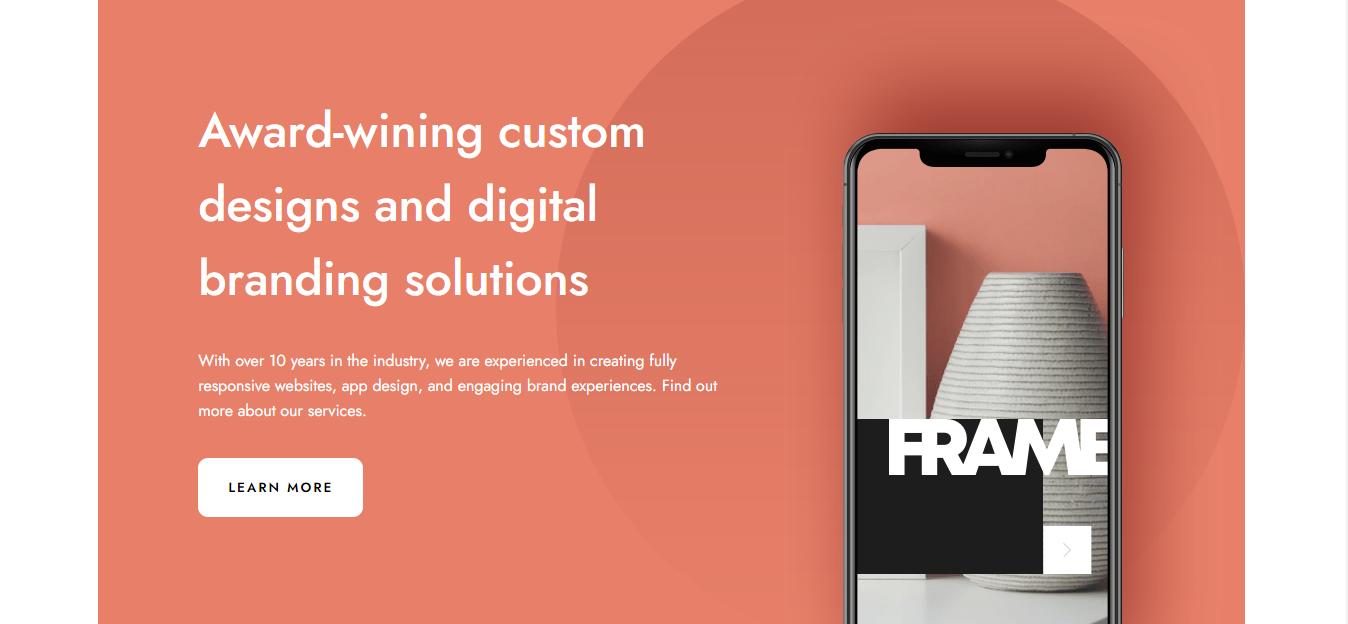 Award-wining custom
designs and digital
branding solutions
With over 10 years in the industry, we are experienced in creating fully
responsive websites, app design, and engaging brand experiences. Find out
more about our services.
LEARN MORE
FRAME